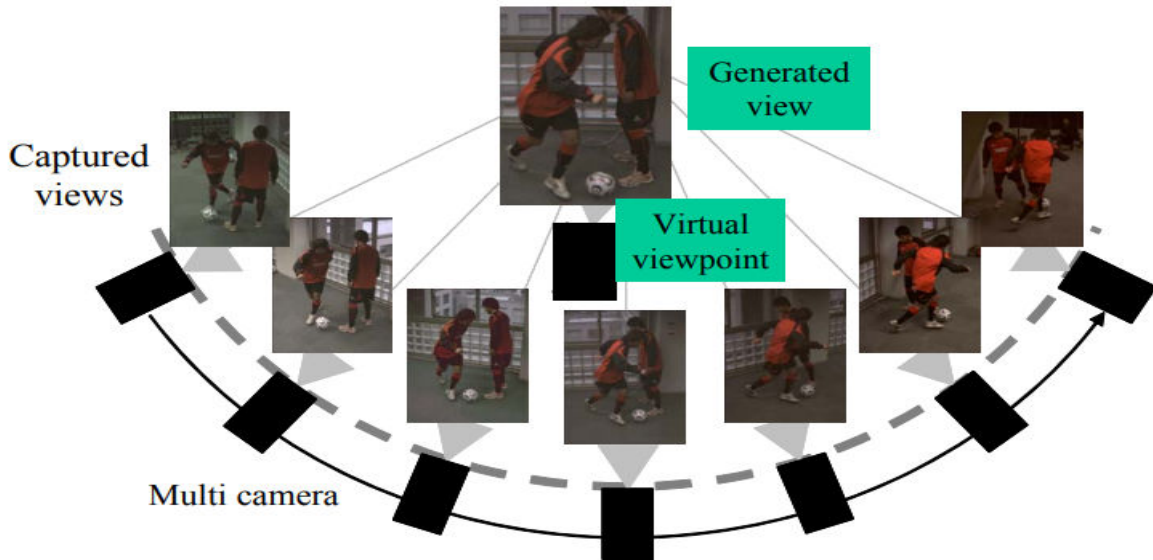 Generated
view
Captured
views
Virtual
viewpoint
Multi camera